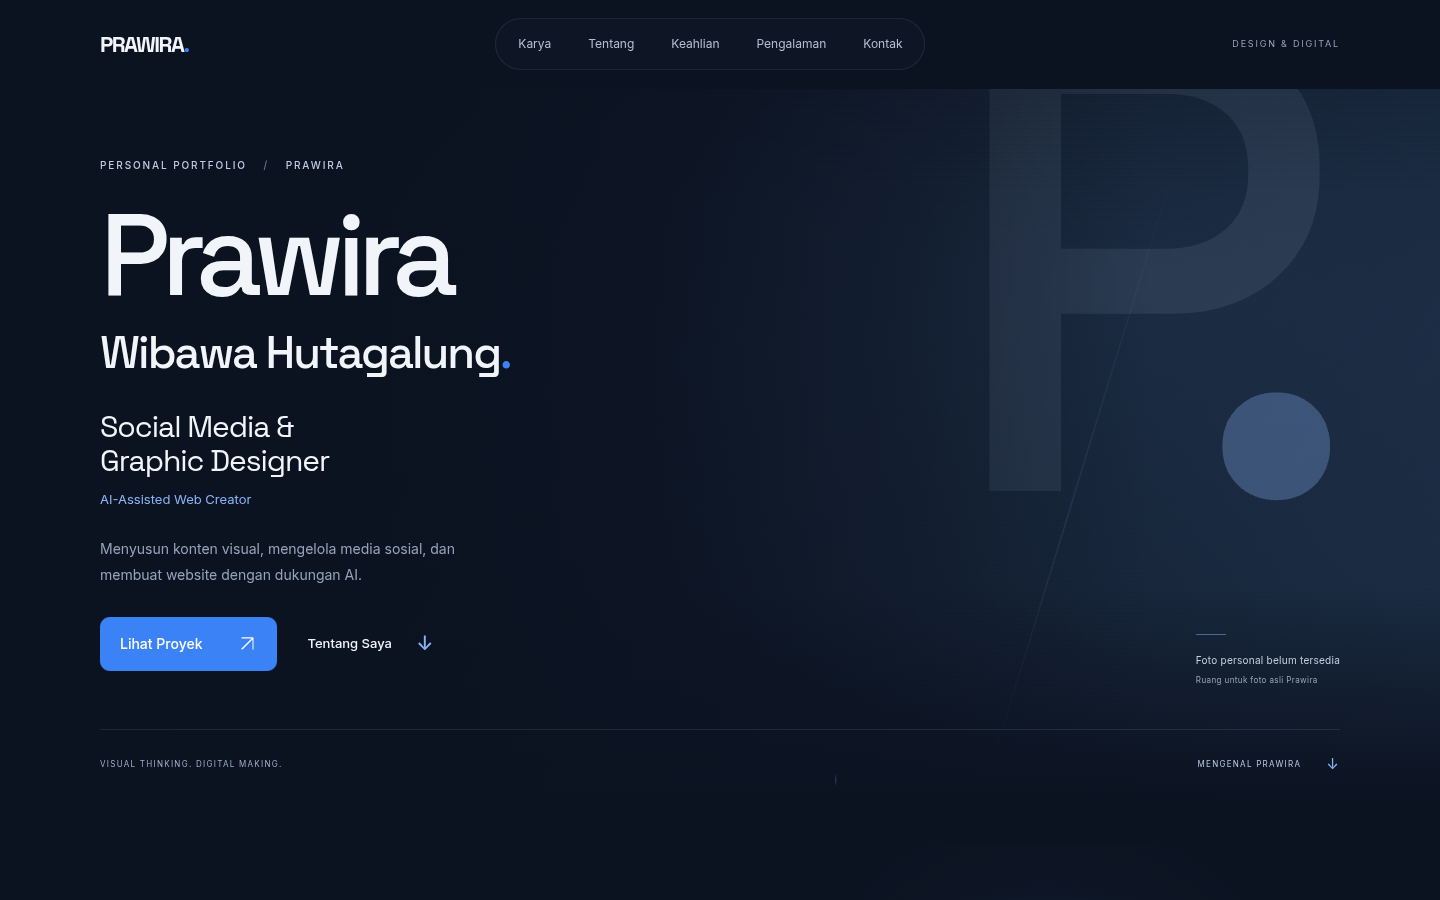 PRAWIRA.
Karya
Tentang
Keahlian
Pengalaman
Kontak
DESIGN & DIGITAL
PERSONAL PORTFOLIO / PRAWIRA
Prawira
Wibawa Hutagalung.
Social Media &
Graphic Designer
AI-Assisted Web Creator
Menyusun konten visual, mengelola media sosial, dan
membuat website dengan dukungan AI.
Lihat Proyek
Tentang Saya
P.
Foto personal belum tersedia
Ruang untuk foto asli Prawira
VISUAL THINKING. DIGITAL MAKING.
MENGENAL PRAWIRA